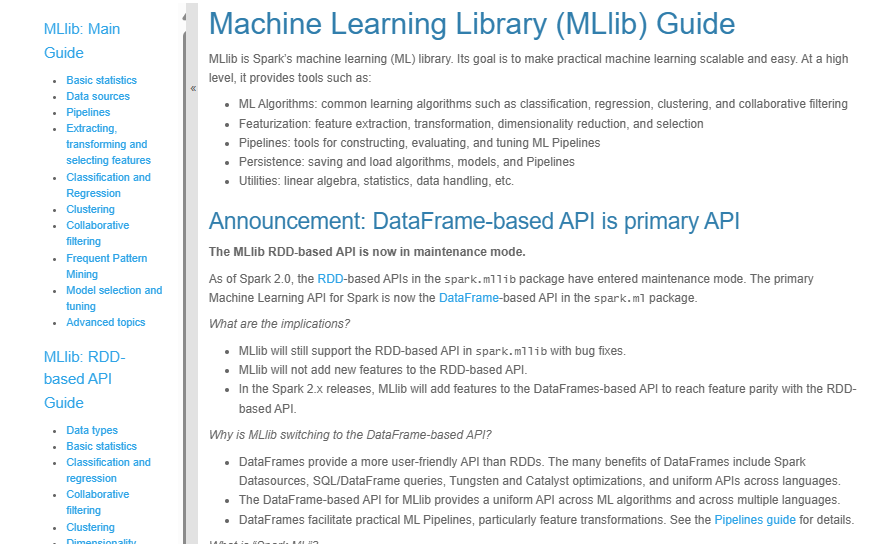 MLlib: Main
Guide
Basic statistics
Data sources
Pipelines
Extracting,
transforming and
selecting features
Classification and
Regression
Clustering
Collaborative
filtering
Frequent Pattern
Mining
Model selection and
tuning
Advanced topics
MLlib: RDD-
based API
Guide
Data types
Basic statistics
Classification and
regression
Collaborative
filtering
Clustering
Dimensionality
«
Machine Learning Library (MLlib) Guide
MLlib is Spark's machine learning (ML) library. Its goal is to make practical machine learning scalable and easy. At a high
level, it provides tools such as:
ML Algorithms: common learning algorithms such as classification, regression, clustering, and collaborative filtering
Featurization: feature extraction, transformation, dimensionality reduction, and selection
Pipelines: tools for constructing, evaluating, and tuning ML Pipelines
Persistence: saving and load algorithms, models, and Pipelines
Utilities: linear algebra, statistics, data handling, etc.
Announcement: DataFrame-based API is primary API
The MLlib RDD-based API is now in maintenance mode.
As of Spark 2.0, the RDD-based APIs in the spark.mllib package have entered maintenance mode. The primary
Machine Learning API for Spark is now the DataFrame-based API in the spark.ml package.
What are the implications?
MLlib will still support the RDD-based API in spark.mllib with bug fixes.
MLlib will not add new features to the RDD-based API.
In the Spark 2.x releases, MLlib will add features to the DataFrames-based API to reach feature parity with the RDD-
based API.
Why is MLlib switching to the DataFrame-based API?
DataFrames provide a more user-friendly API than RDDs. The many benefits of DataFrames include Spark
Datasources, SQL/DataFrame queries, Tungsten and Catalyst optimizations, and uniform APIs across languages.
The DataFrame-based API for MLlib provides a uniform API across ML algorithms and across multiple languages.
DataFrames facilitate practical ML Pipelines, particularly feature transformations. See the Pipelines guide for details.
What is "Spark ML"?